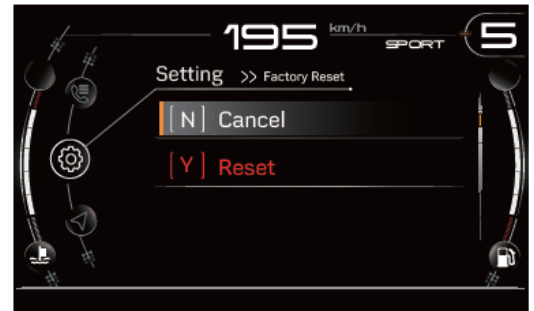 195 km/h SPORT 5
Setting >> Factory Reset
[ N ] Cancel
[ Y ] Reset